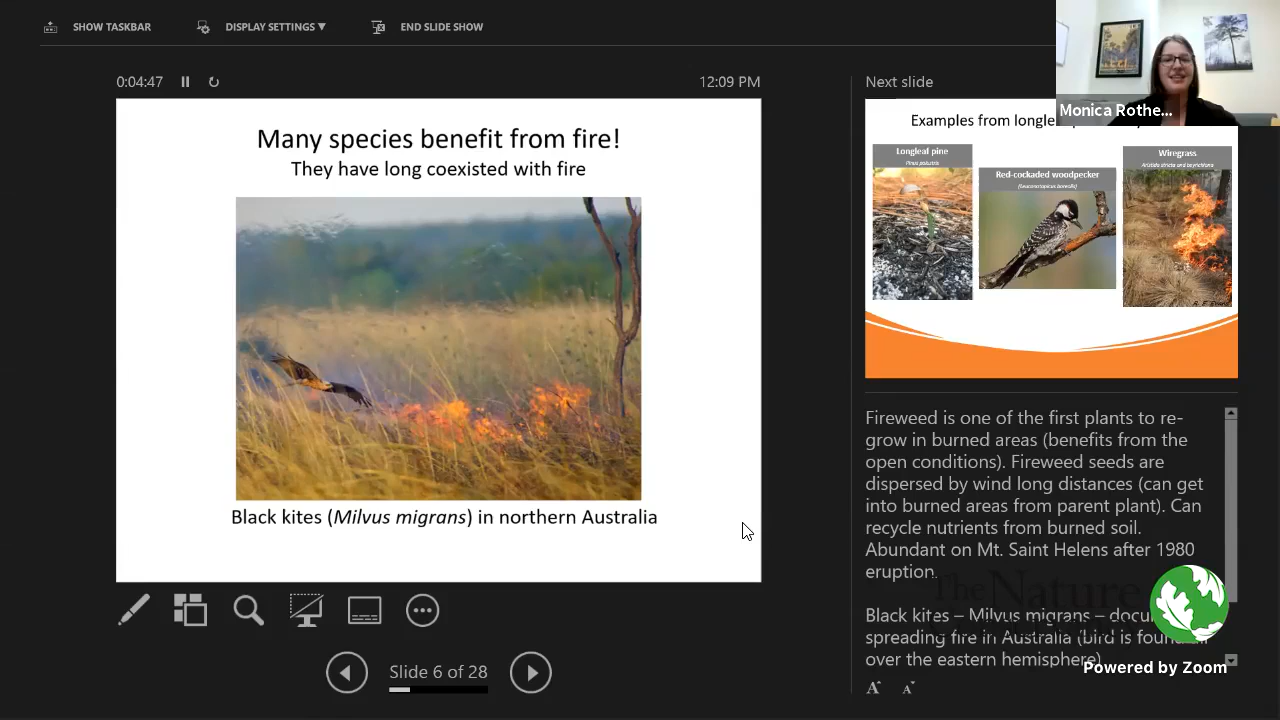 SHOW TASKBAR
DISPLAY SETTINGS ▼
END SLIDE SHOW
Monica Rothe...
0:04:47
12:09 PM
Next slide
Many species benefit from fire!
They have long coexisted with fire
Black kites (Milvus migrans) in northern Australia
Examples from
Longleaf pine
Pinus palustris
Red-cockaded woodpecker
(Leuconotopicus borealis)
Wiregrass
Aristida stricta and beyrichiana
Fireweed is one of the first plants to re-
grow in burned areas (benefits from the
open conditions). Fireweed seeds are
dispersed by wind long distances (can get
into burned areas from parent plant). Can
recycle nutrients from burned soil.
Abundant on Mt. Saint Helens after 1980
eruption.
The Nature
Black kites – Milvus migrans –
spreading fire in Australia (bird is found
over the eastern hemisphere)
Powered by Zoom
Slide 6 of 28
A A